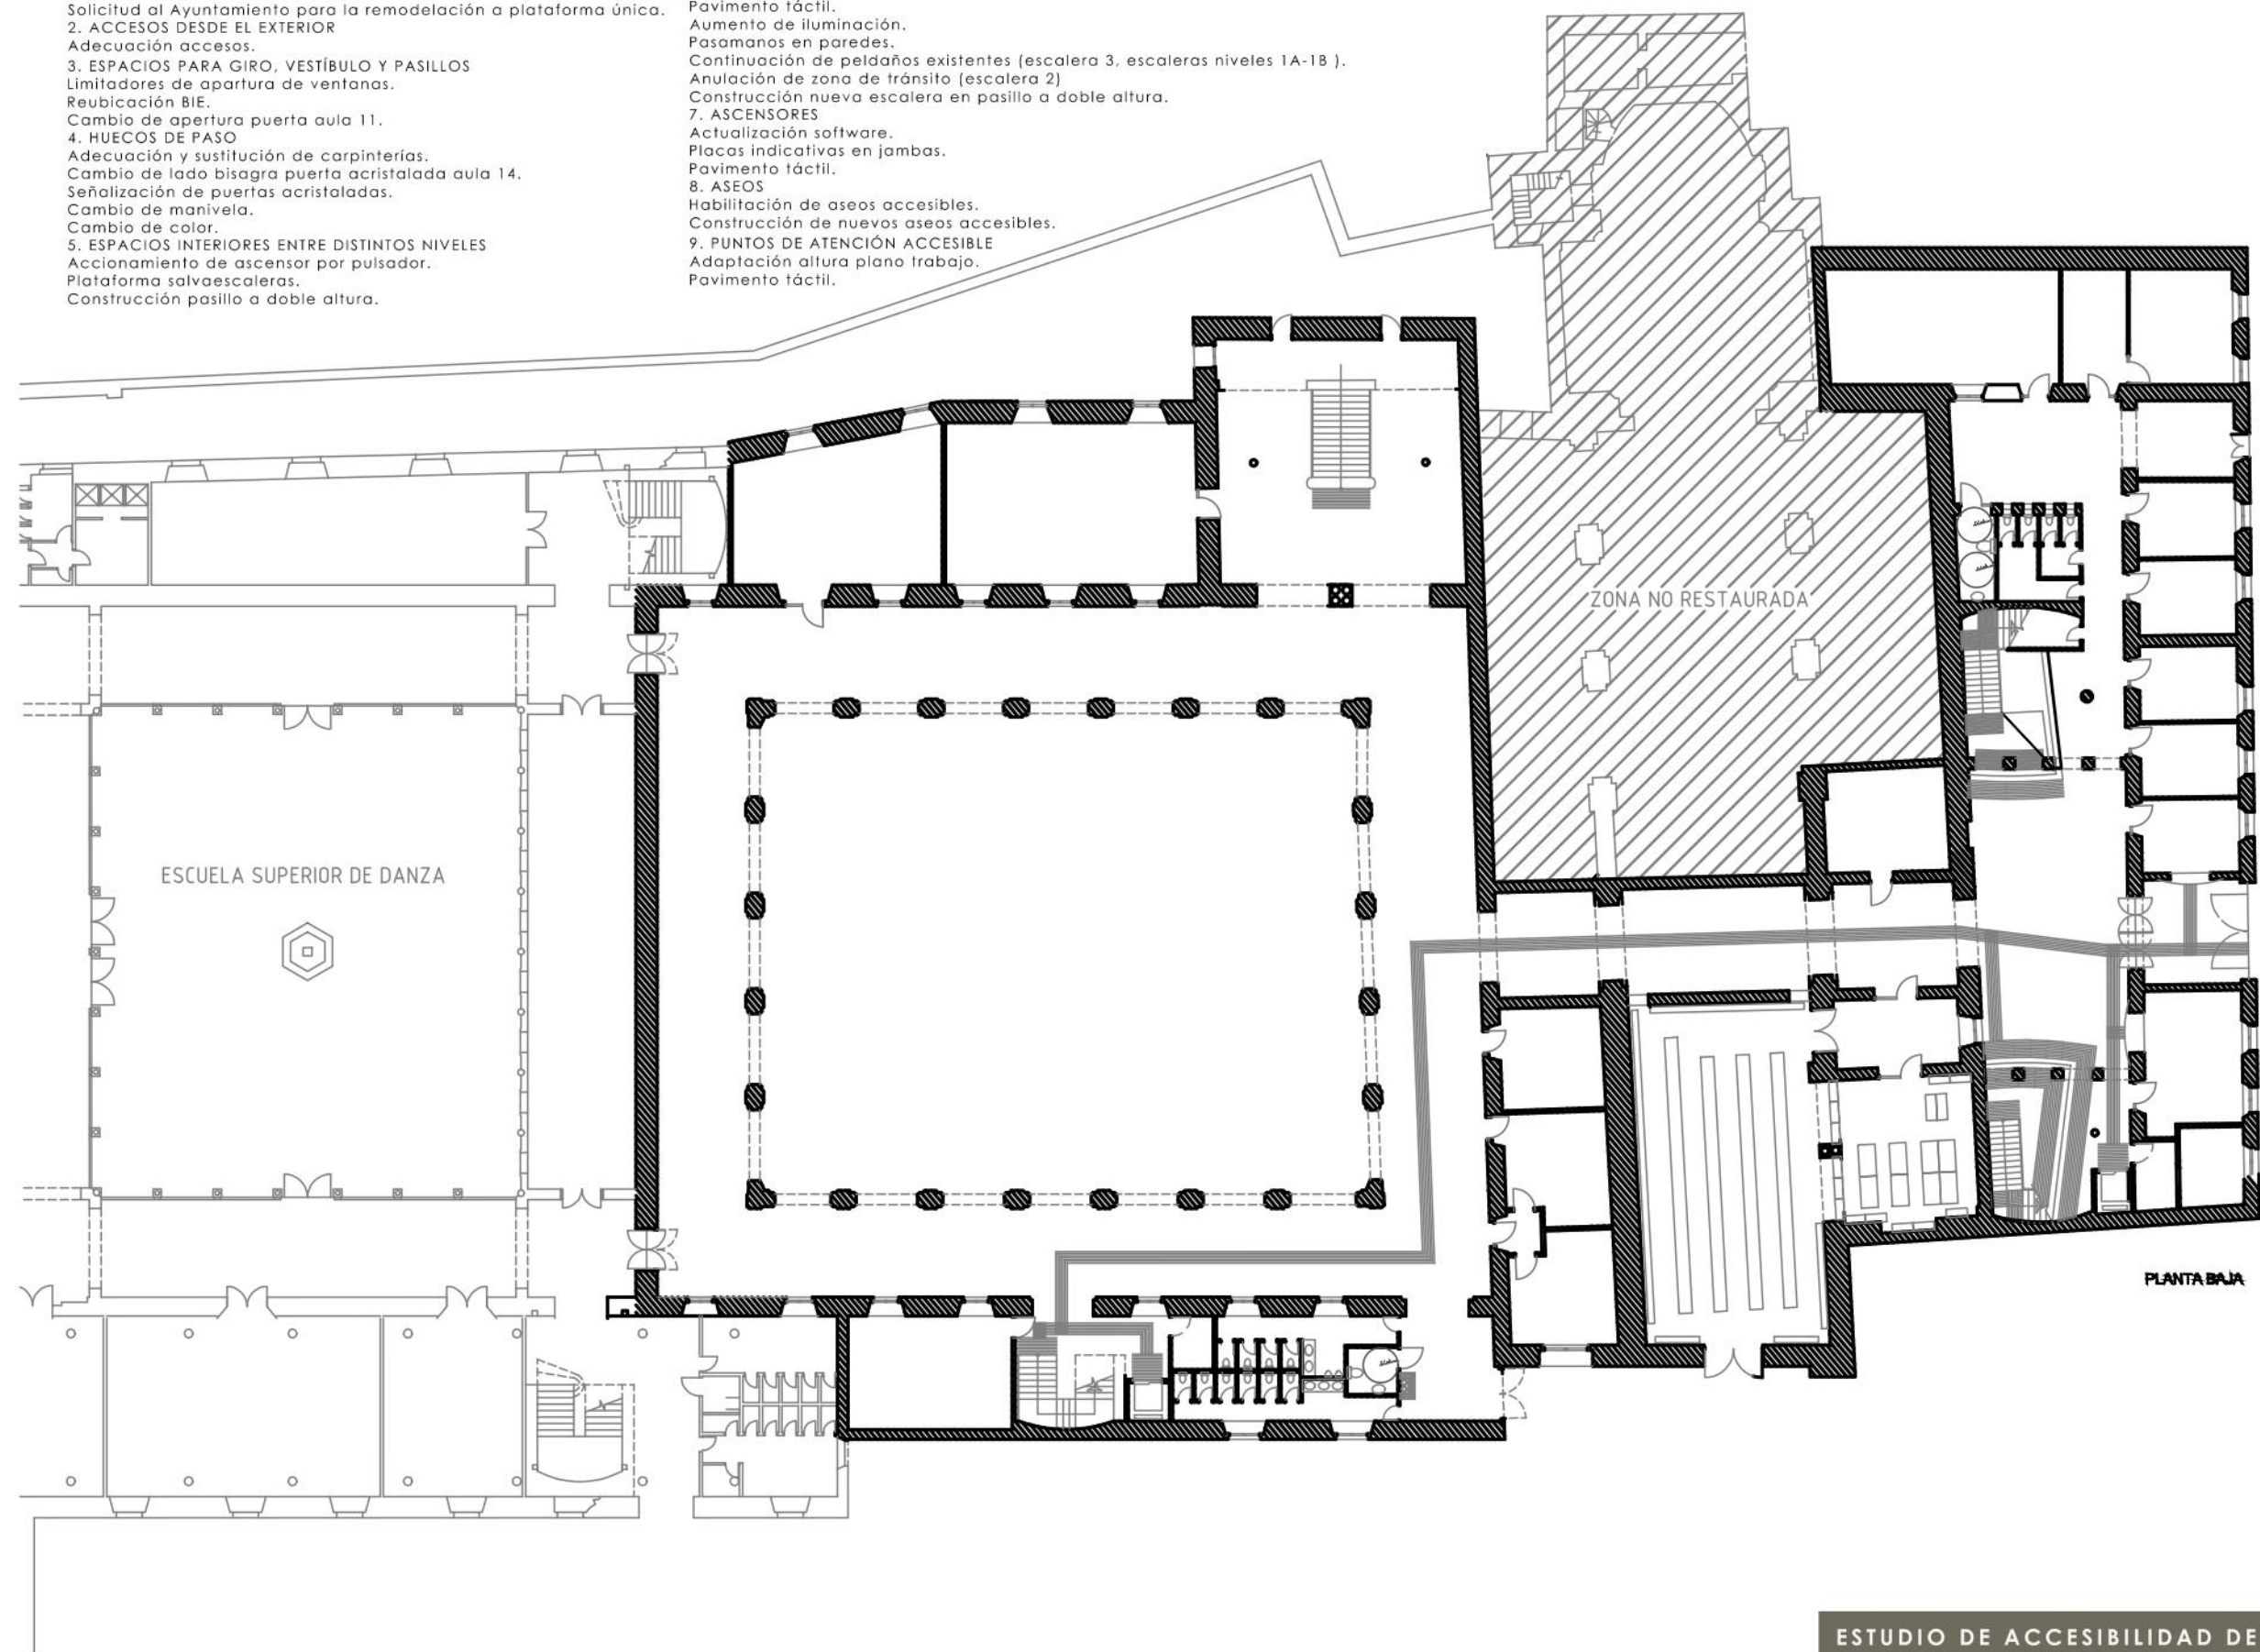 Solicitud al Ayuntamiento para la remodelación a plataforma única.
2. ACCESOS DESDE EL EXTERIOR
Adecuación accesos.
3. ESPACIOS PARA GIRO, VESTÍBULO Y PASILLOS
Limitadores de apartura de ventanas.
Reubicación BIE.
Cambio de apertura puerta aula 11.
4. HUECOS DE PASO
Adecuación y sustitución de carpinterías.
Cambio de lado bisagra puerta acristalada aula 14.
Señalización de puertas acristaladas.
Cambio de manivela.
Cambio de color.
5. ESPACIOS INTERIORES ENTRE DISTINTOS NIVELES
Accionamiento de ascensor por pulsador.
Plataforma salvaescaleras.
Construcción pasillo a doble altura.
Pavimento táctil.
Aumento de iluminación.
Pasamanos en paredes.
Continuación de peldaños existentes (escalera 3, escaleras niveles 1A-1B ).
Anulación de zona de tránsito (escalera 2)
Construcción nueva escalera en pasillo a doble altura.
7. ASCENSORES
Actualización software.
Placas indicativas en jambas.
Pavimento táctil.
8. ASEOS
Habilitación de aseos accesibles.
Construcción de nuevos aseos accesibles.
9. PUNTOS DE ATENCIÓN ACCESIBLE
Adaptación altura plano trabajo.
Pavimento táctil.
ZONA NO RESTAURADA
ESCUELA SUPERIOR DE DANZA
PLANTA BAJA
ESTUDIO DE ACCESIBILIDAD DE